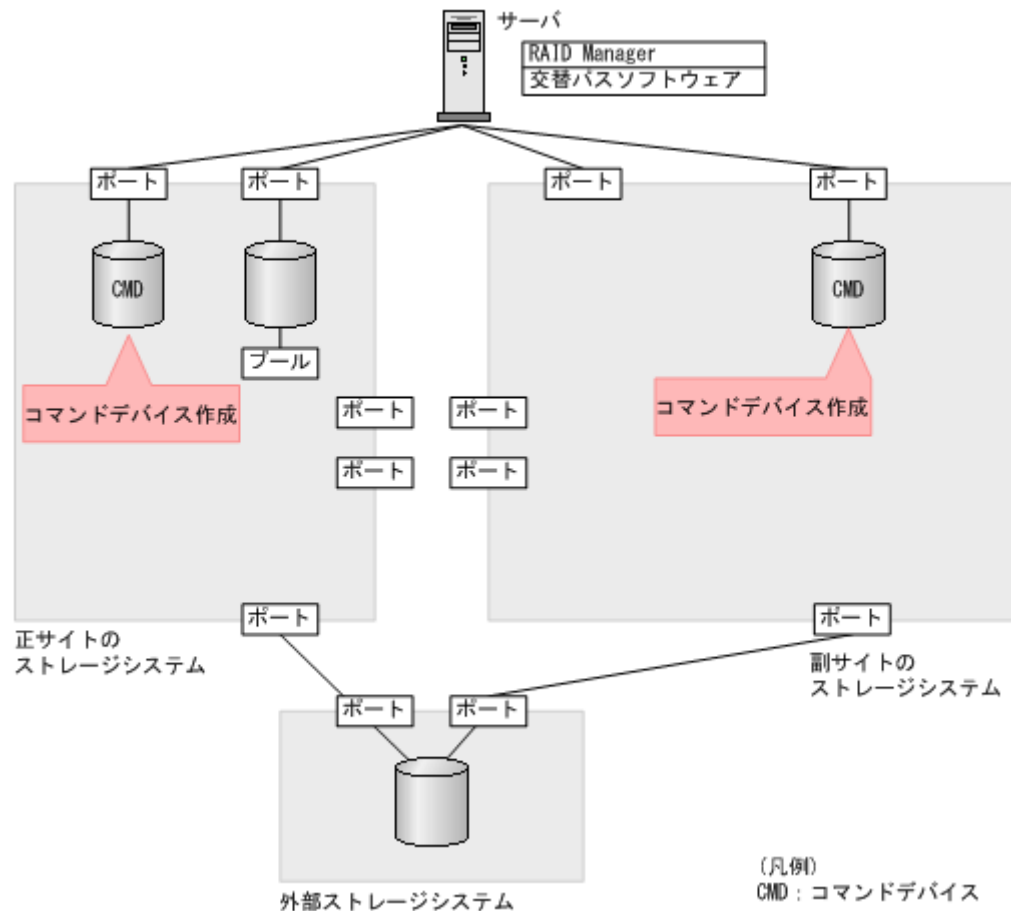 サーバ
RAID Manager
交替パスソフトウェア
ポート
ポート
ポート
ポート
CMD
CMD
プール
コマンドデバイス作成
コマンドデバイス作成
ポート
ポート
ポート
ポート
ポート
ポート
正サイトの
ストレージシステム
副サイトの
ストレージシステム
ポート
ポート
外部ストレージシステム
(凡例)
CMD : コマンドデバイス